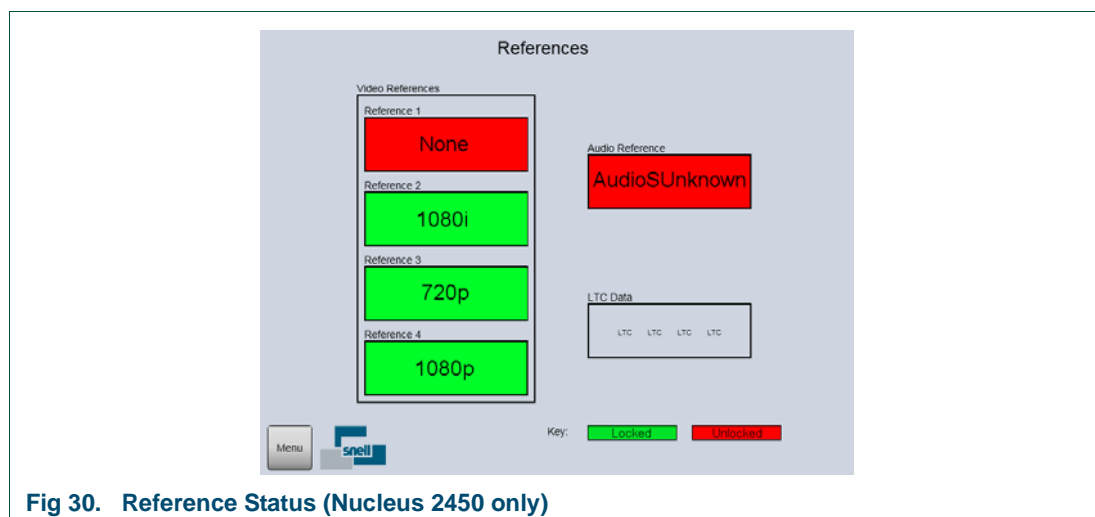 References
Video References
Reference 1
None
Reference 2
1080i
Reference 3
720p
Reference 4
1080p
Audio Reference
AudioSUnknown
LTC Data
LTC LTC LTC LTC
Key: Locked Unlocked
Menu
snell
Fig 30. Reference Status (Nucleus 2450 only)